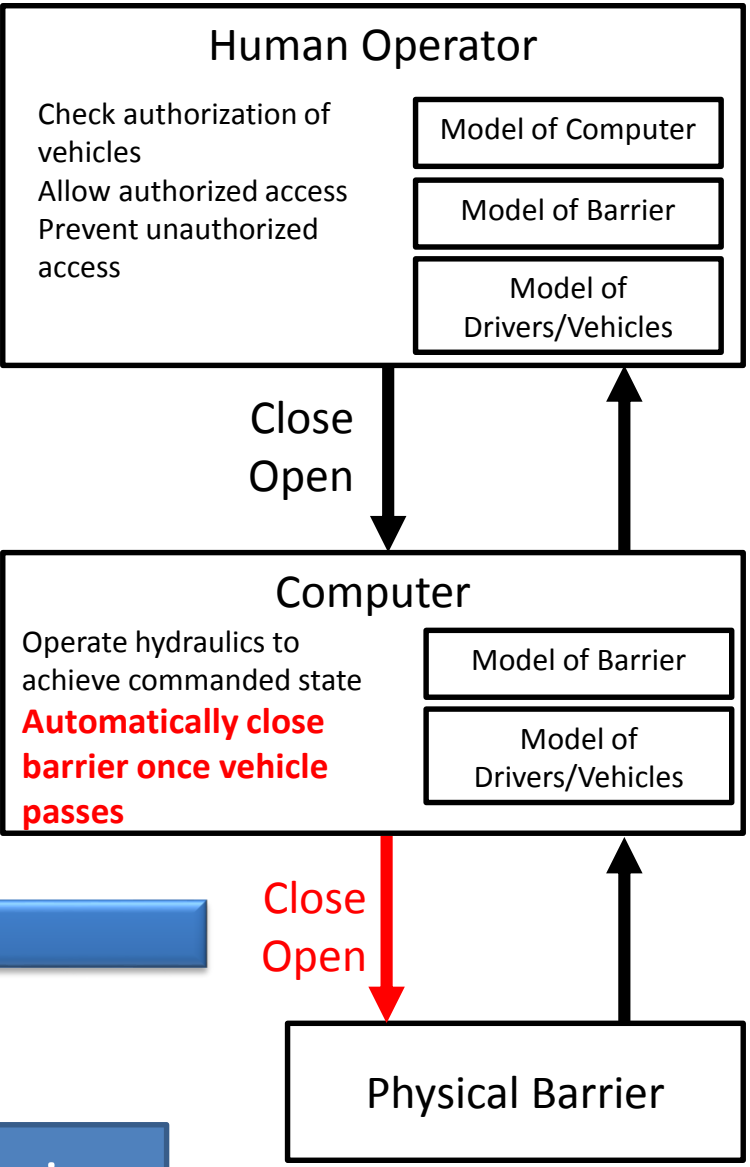 Human Operator
Check authorization of
vehicles
Allow authorized access
Prevent unauthorized
access
Model of Computer
Model of Barrier
Model of
Drivers/Vehicles
Close
Open
Computer
Operate hydraulics to
achieve commanded state
Automatically close
barrier once vehicle
passes
Model of Barrier
Model of
Drivers/Vehicles
Close
Open
Physical Barrier